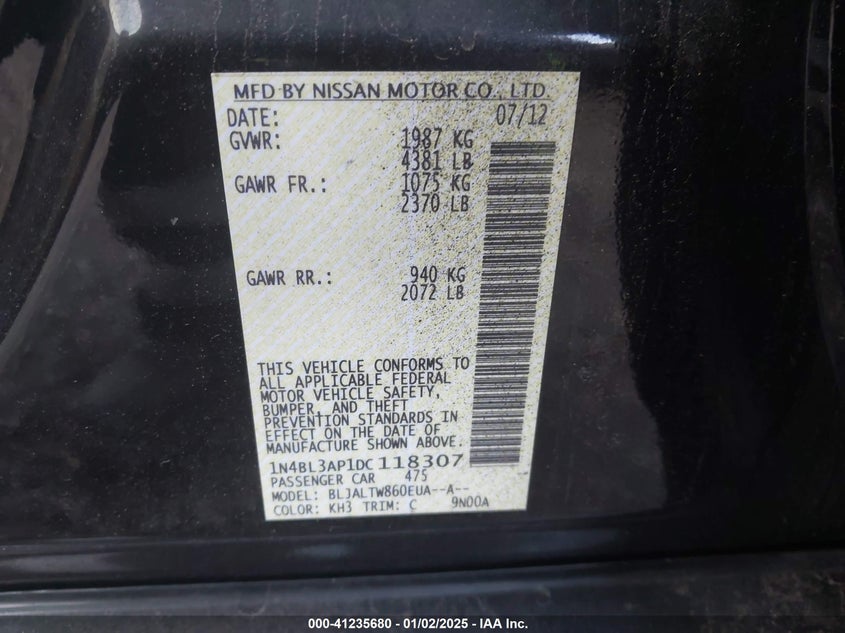 MFD BY NISSAN MOTOR CO., LTD.
DATE: 07/12
GVWR: 1987 KG
4381 LB
GAWR FR.: 1075 KG
2370 LB
GAWR RR.: 940 KG
2072 LB
THIS VEHICLE CONFORMS TO
ALL APPLICABLE FEDERAL
MOTOR VEHICLE SAFETY,
BUMPER, AND THEFT
PREVENTION STANDARDS IN
EFFECT ON THE DATE OF
MANUFACTURE SHOWN ABOVE.
1N4BL3AP1DC118307
PASSENGER CAR 475
MODEL: BLJALTW860EUA--A--
COLOR: KH3 TRIM: C 9N00A
000-41235680 - 01/02/2025 - IAA Inc.